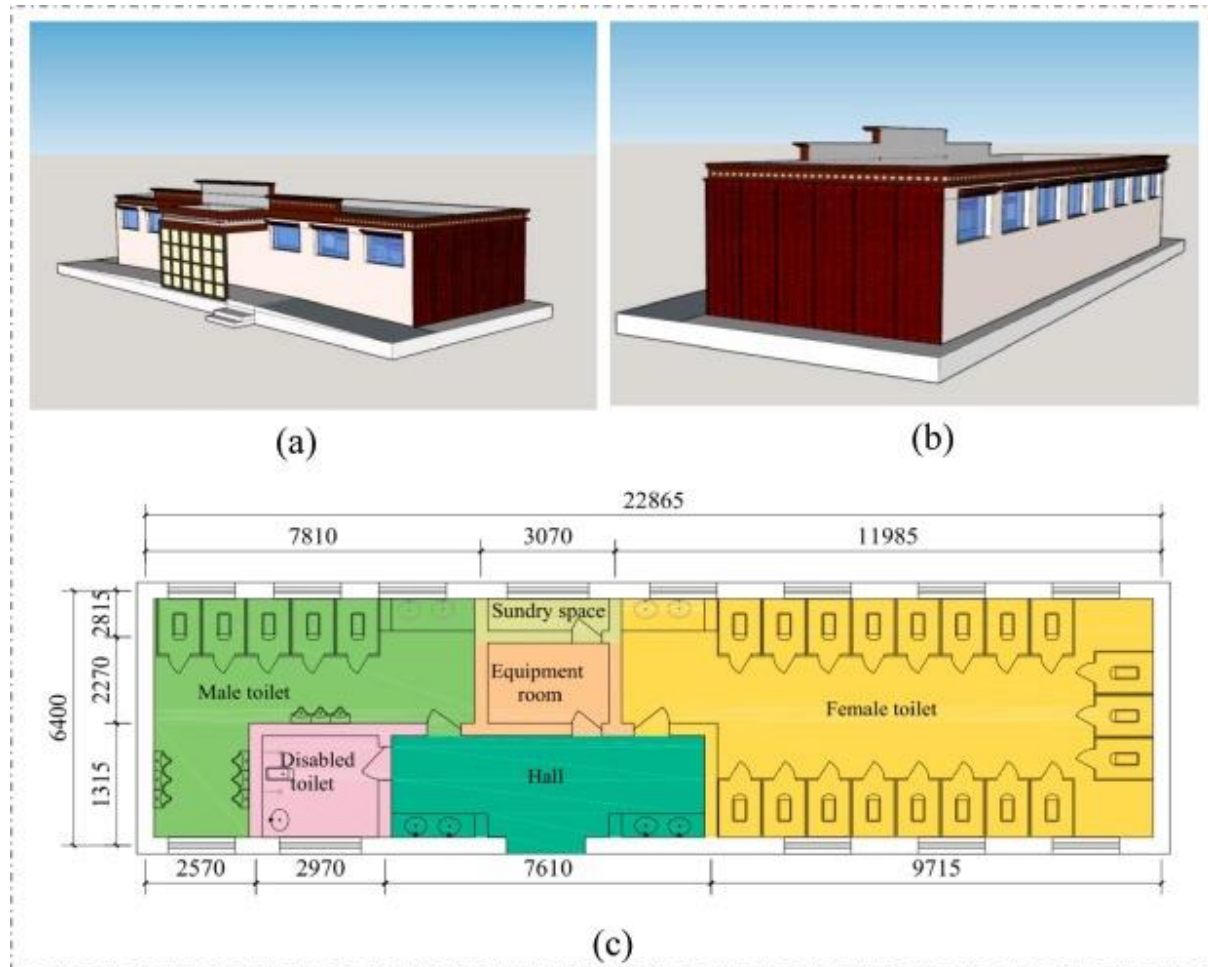 (a)
(b)
22865
7810
3070
11985
6400
2815
2270
1315
Sundry space
Equipment
room
Male toilet
Female toilet
Disabled
toilet
Hall
2570
2970
7610
9715
(c)